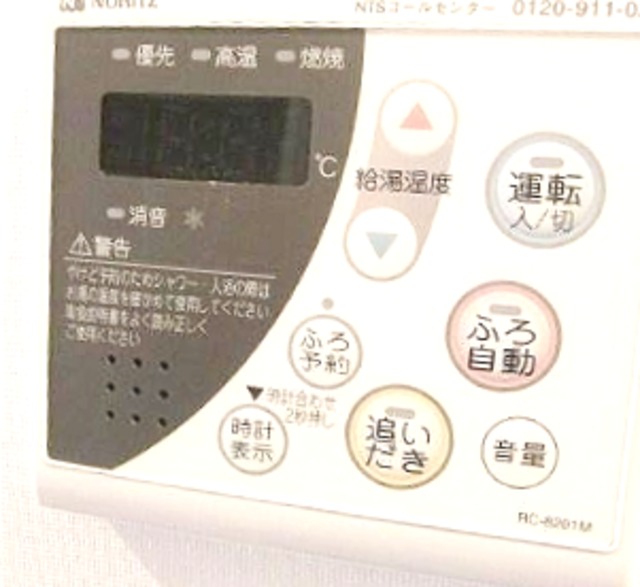 NORITZ
NTSコールセンター 0120-911-0
優先 高温 燃焼
℃
給湯温度
運転
入/切
消音
⚠警告
やけど予防のためシャワー・入浴の際は
お湯の温度を確かめて使用してください
取扱説明書をよく読み正しく
ご使用ください
ふろ
予約
ふろ
自動
▼時計合わせ
2秒押し
時計
表示
追い
だき
音量
RC-8201M